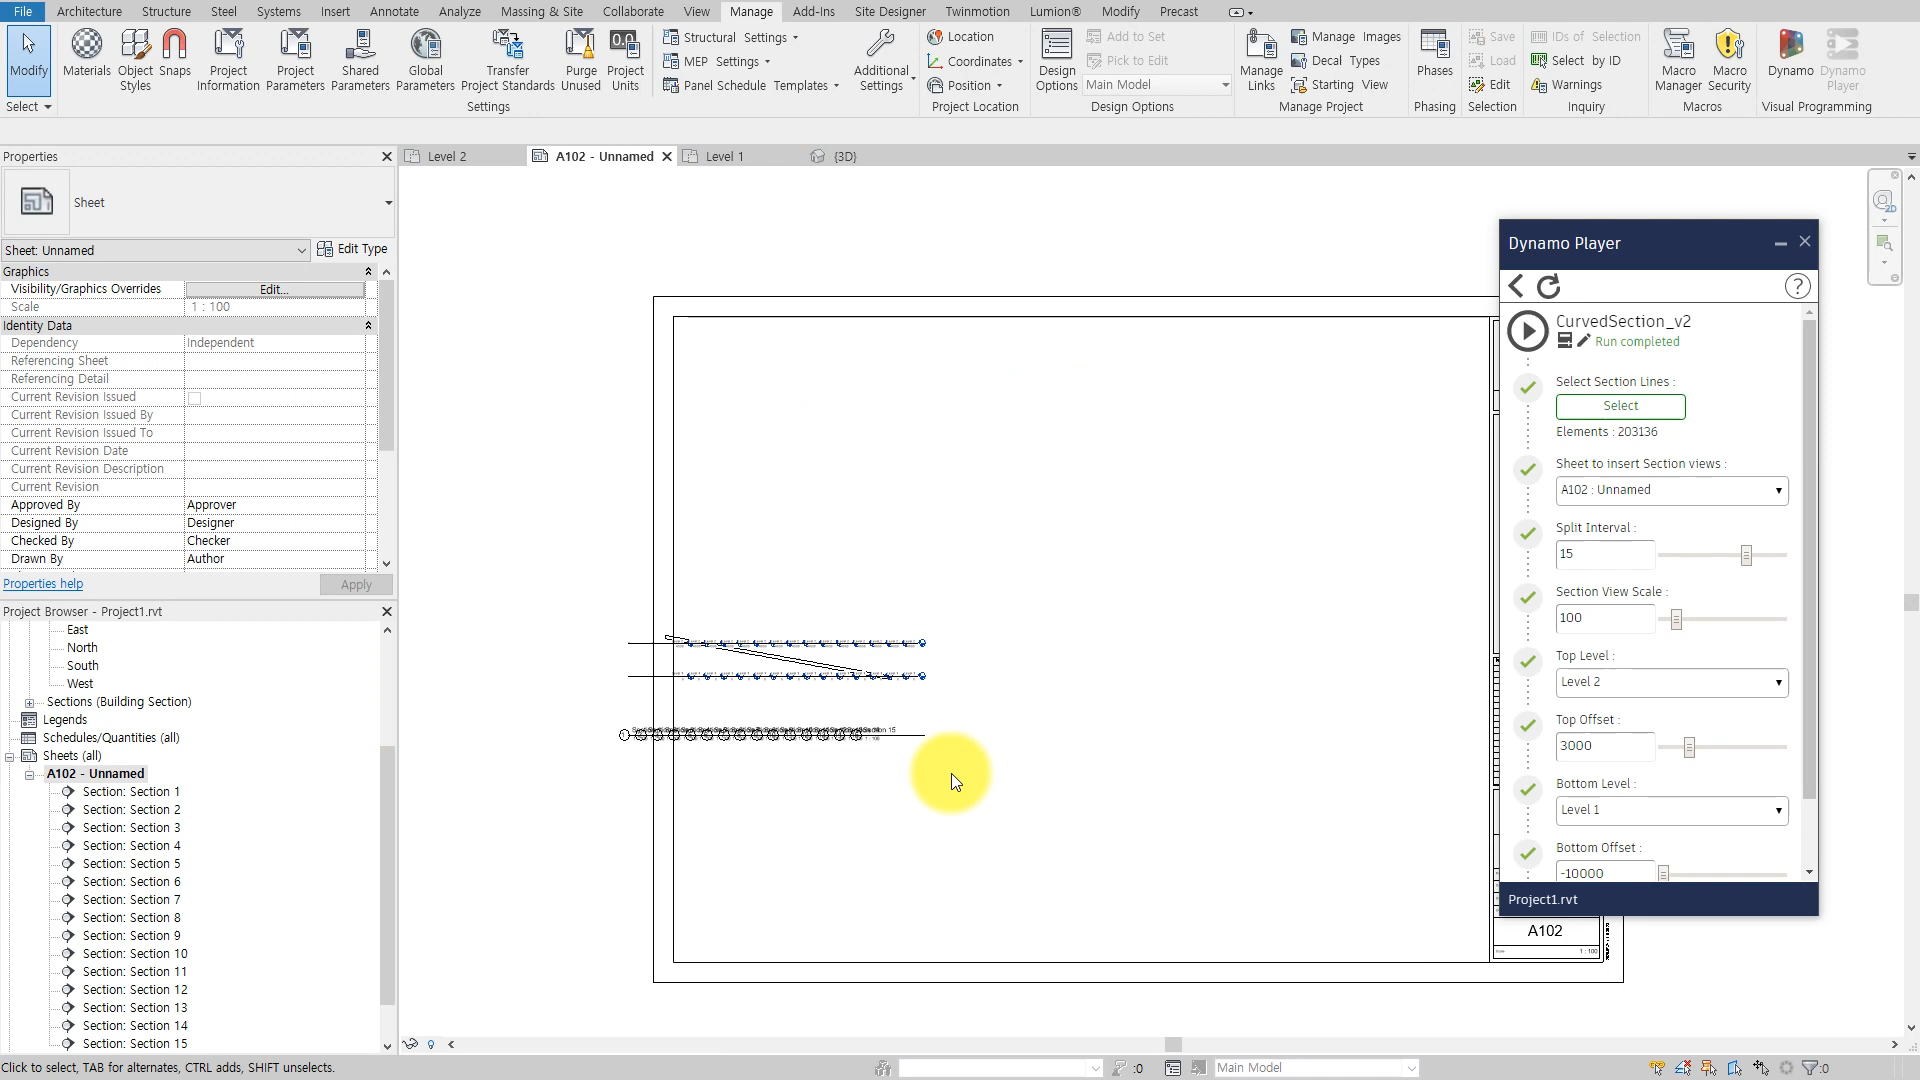 File Architecture Structure Steel Systems Insert Annotate Analyze Massing & Site Collaborate View Manage Add-Ins Site Designer Twinmotion Lumion® Modify Precast
Modify
Select
Materials
Object Styles
Snaps
Project Information
Project Parameters
Shared Parameters
Global Parameters
Transfer Project Standards
Purge Unused
Project Units
Structural Settings
MEP Settings
Panel Schedule Templates
Additional Settings
Settings
Location
Coordinates
Position
Project Location
Design Options
Add to Set
Pick to Edit
Main Model
Design Options
Manage Links
Manage Images
Decal Types
Starting View
Manage Project
Phases
Phasing
Save
Load
Edit
Selection
IDs of Selection
Select by ID
Warnings
Inquiry
Macro Manager
Macro Security
Macros
Dynamo
Dynamo Player
Visual Programming
Properties
Level 2
A102 - Unnamed
Level 1
{3D}
Sheet
Sheet: Unnamed
Edit Type
Graphics
Visibility/Graphics Overrides Edit...
Scale 1 : 100
Identity Data
Dependency Independent
Referencing Sheet
Referencing Detail
Current Revision Issued
Current Revision Issued By
Current Revision Issued To
Current Revision Date
Current Revision Description
Current Revision
Approved By Approver
Designed By Designer
Checked By Checker
Drawn By Author
Properties help
Apply
Project Browser - Project1.rvt
East
North
South
West
Sections (Building Section)
Legends
Schedules/Quantities (all)
Sheets (all)
A102 - Unnamed
Section: Section 1
Section: Section 2
Section: Section 3
Section: Section 4
Section: Section 5
Section: Section 6
Section: Section 7
Section: Section 8
Section: Section 9
Section: Section 10
Section: Section 11
Section: Section 12
Section: Section 13
Section: Section 14
Section: Section 15
Dynamo Player
?
CurvedSection_v2
Run completed
Select Section Lines :
Select
Elements : 203136
Sheet to insert Section views :
A102 : Unnamed
Split Interval :
15
Section View Scale :
100
Top Level :
Level 2
Top Offset :
3000
Bottom Level :
Level 1
Bottom Offset :
-10000
Project1.rvt
A102
1 : 100
2D
Click to select, TAB for alternates, CTRL adds, SHIFT unselects.
:0
Main Model
:0